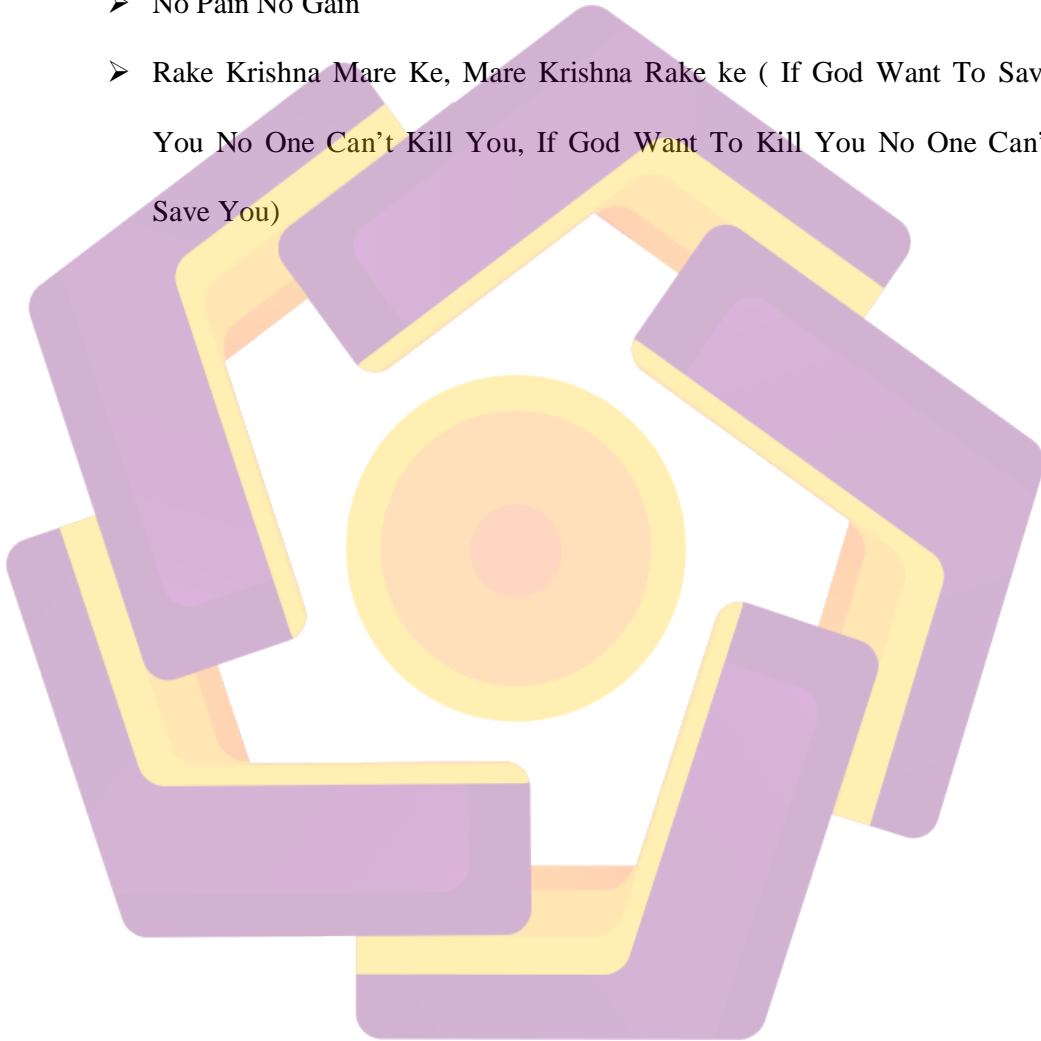 ➢ No Pain No Gain
➢ Rake Krishna Mare Ke, Mare Krishna Rake ke ( If God Want To Sav
You No One Can’t Kill You, If God Want To Kill You No One Can’
Save You)